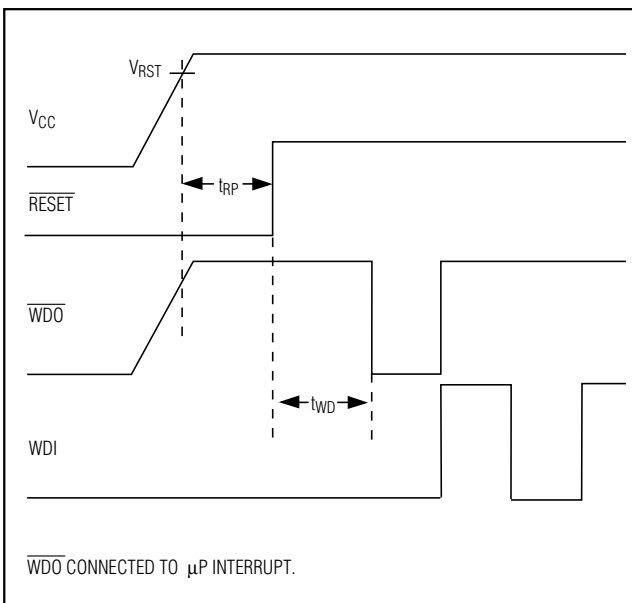 VRST
VCC
tRP
RESET
WDO
tWD
WDI
WDO CONNECTED TO μP INTERRUPT.